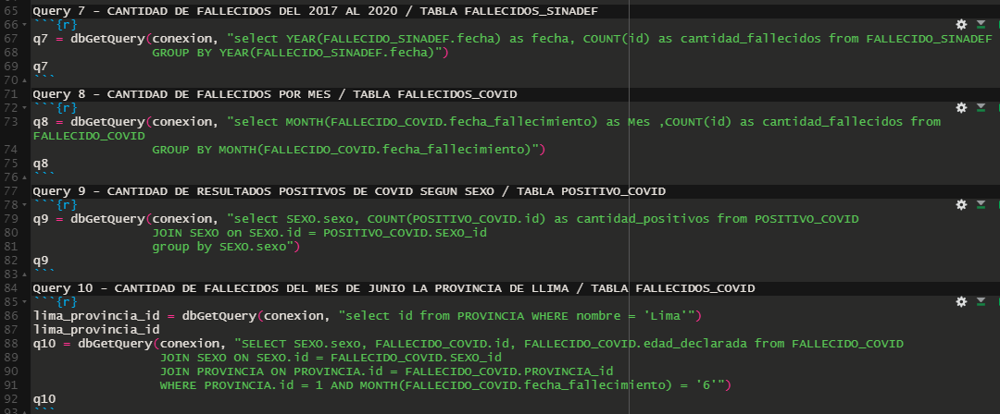 65 Query 7 - CANTIDAD DE FALLECIDOS DEL 2017 AL 2020 / TABLA FALLECIDOS_SINADEF
66 ```{r}
67 q7 = dbGetQuery(conexion, "select YEAR(FALLECIDO_SINADEF.fecha) as fecha, COUNT(id) as cantidad_fallecidos from FALLECIDO_SINADEF
68 GROUP BY YEAR(FALLECIDO_SINADEF.fecha)")
69 q7
70 ```
71 Query 8 - CANTIDAD DE FALLECIDOS POR MES / TABLA FALLECIDOS_COVID
72 ```{r}
73 q8 = dbGetQuery(conexion, "select MONTH(FALLECIDO_COVID.fecha_fallecimiento) as Mes ,COUNT(id) as cantidad_fallecidos from
FALLECIDO_COVID
74 GROUP BY MONTH(FALLECIDO_COVID.fecha_fallecimiento)")
75 q8
76 ```
77 Query 9 - CANTIDAD DE RESULTADOS POSITIVOS DE COVID SEGUN SEXO / TABLA POSITIVO_COVID
78 ```{r}
79 q9 = dbGetQuery(conexion, "select SEXO.sexo, COUNT(POSITIVO_COVID.id) as cantidad_positivos from POSITIVO_COVID
80 JOIN SEXO on SEXO.id = POSITIVO_COVID.SEXO_id
81 group by SEXO.sexo")
82 q9
83 ```
84 Query 10 - CANTIDAD DE FALLECIDOS DEL MES DE JUNIO LA PROVINCIA DE LLIMA / TABLA FALLECIDOS_COVID
85 ```{r}
86 lima_provincia_id = dbGetQuery(conexion, "select id from PROVINCIA WHERE nombre = 'Lima'")
87 lima_provincia_id
88 q10 = dbGetQuery(conexion, "SELECT SEXO.sexo, FALLECIDO_COVID.id, FALLECIDO_COVID.edad_declarada from FALLECIDO_COVID
89 JOIN SEXO ON SEXO.id = FALLECIDO_COVID.SEXO_id
90 JOIN PROVINCIA ON PROVINCIA.id = FALLECIDO_COVID.PROVINCIA_id
91 WHERE PROVINCIA.id = 1 AND MONTH(FALLECIDO_COVID.fecha_fallecimiento) = '6'")
92 q10
93 ```